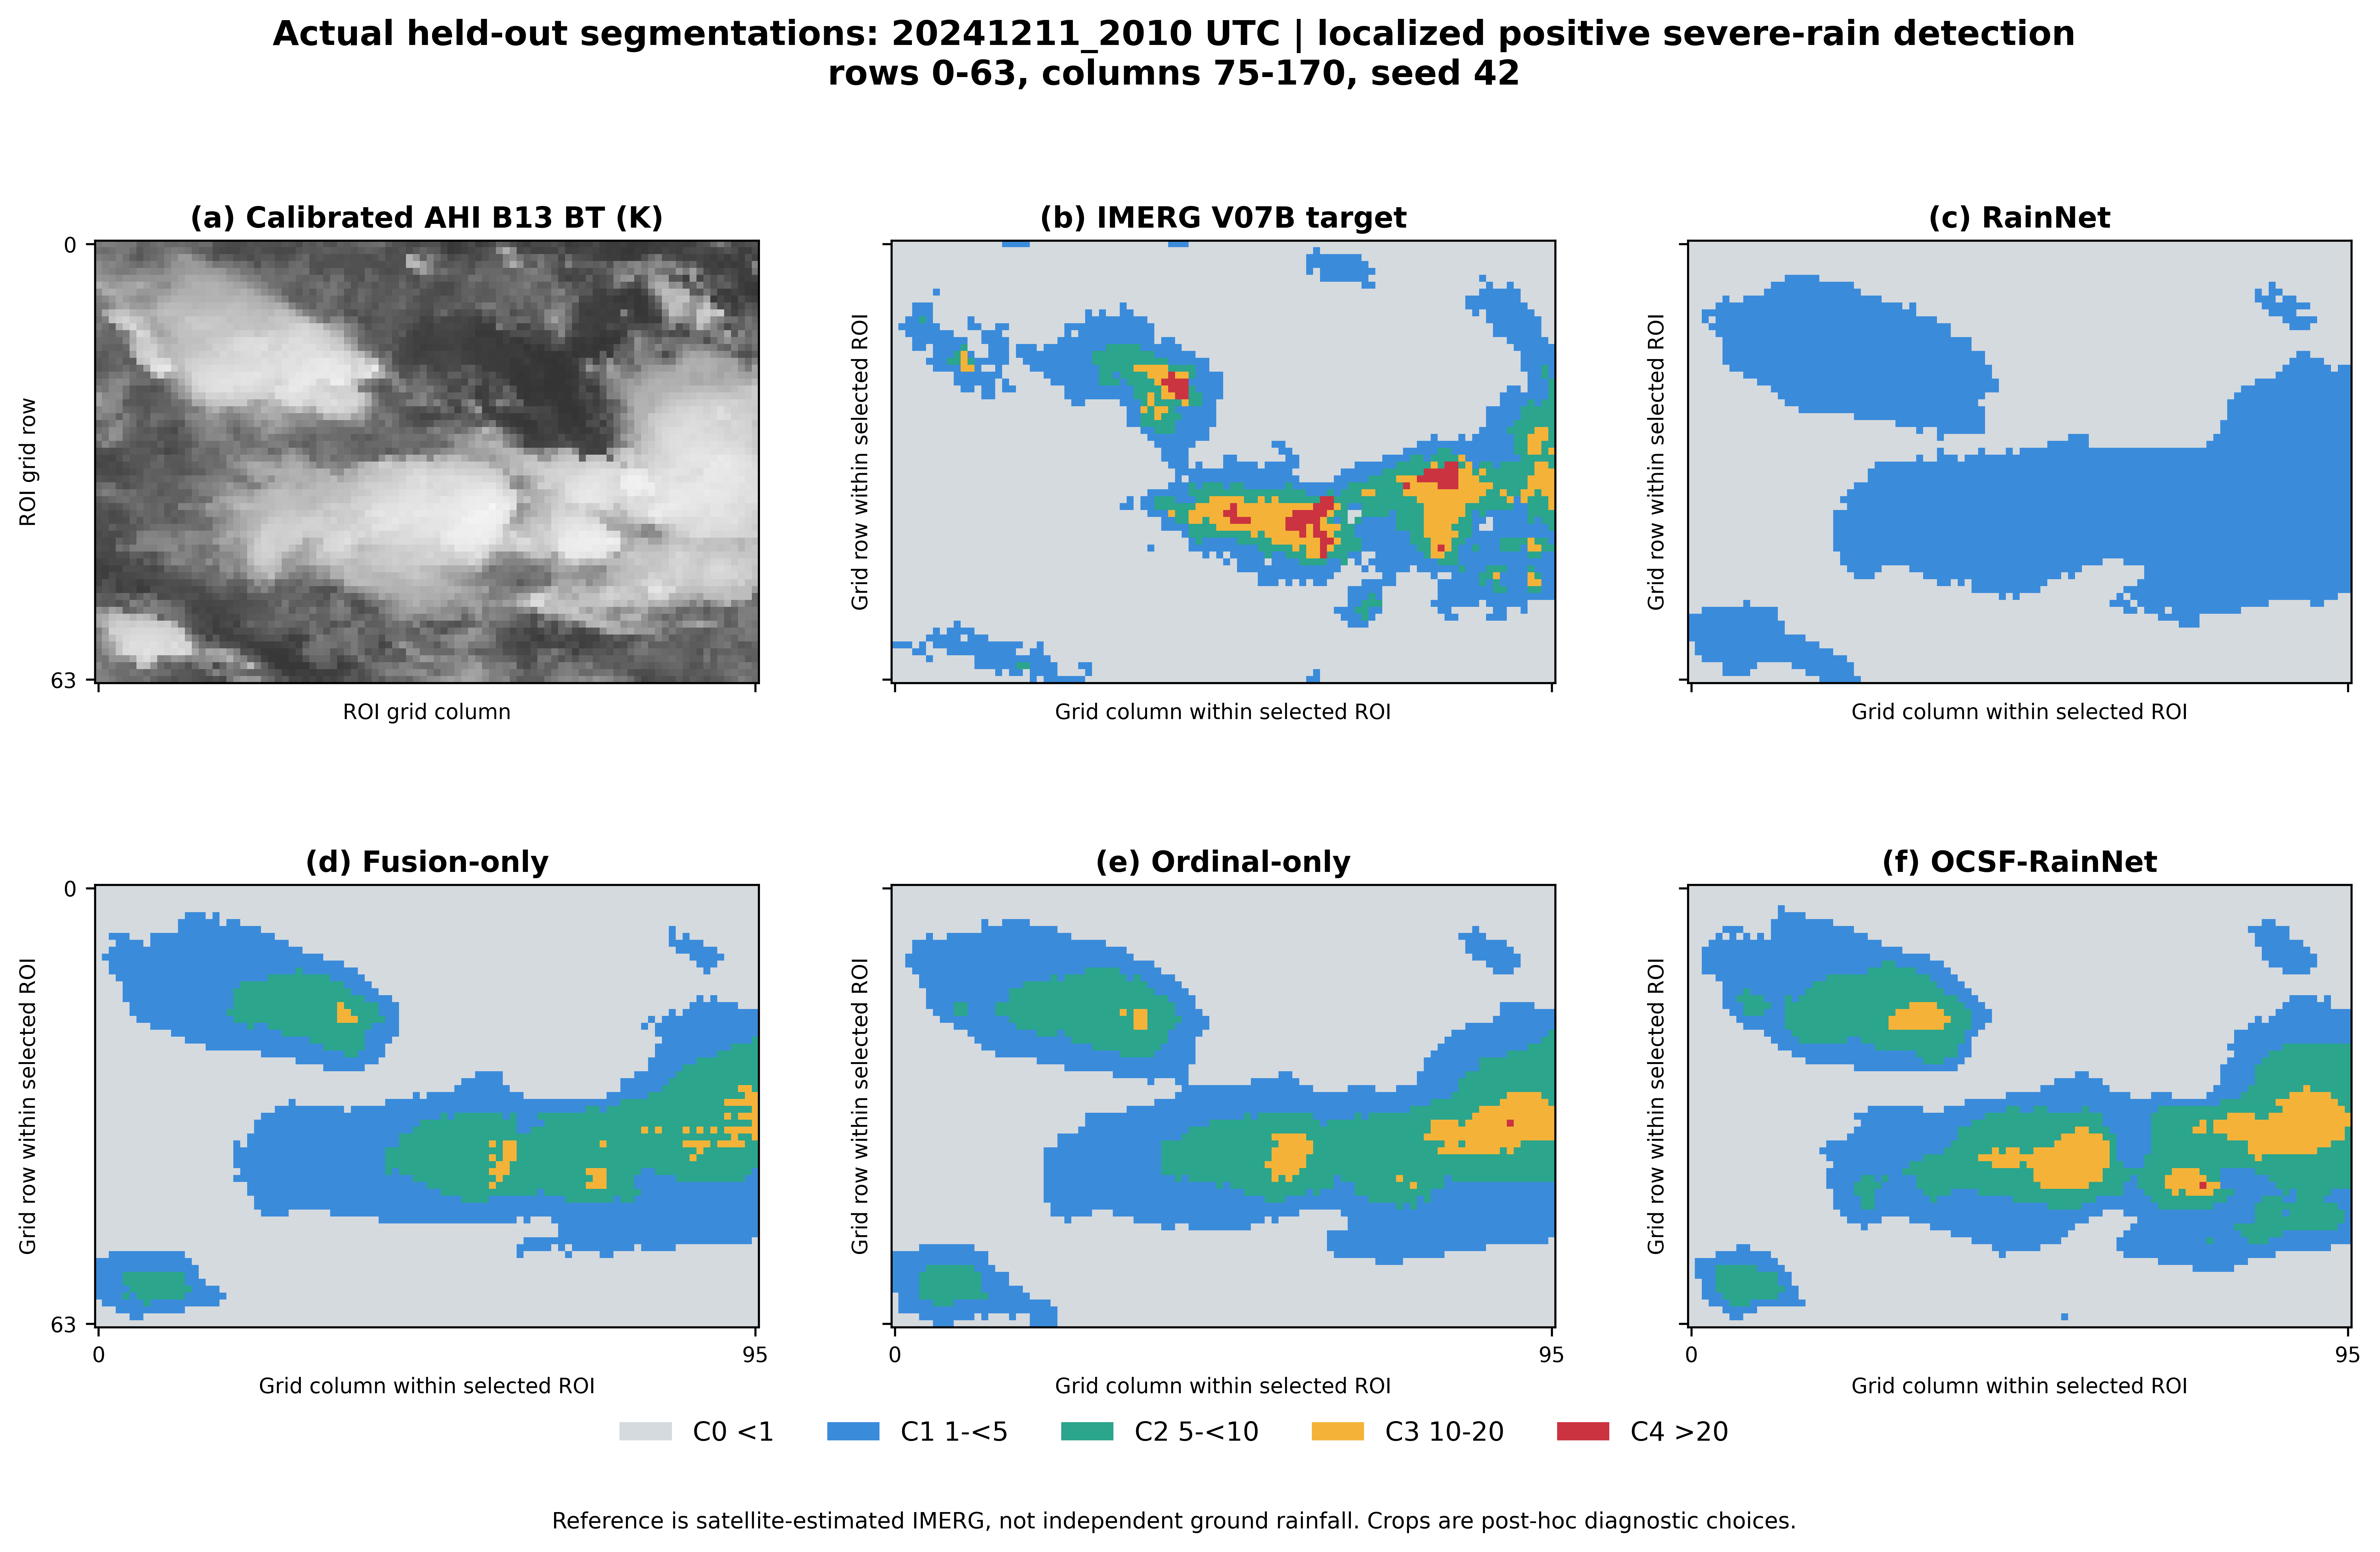 Actual held-out segmentations: 20241211_2010 UTC | localized positive severe-rain detection
rows 0-63, columns 75-170, seed 42
(a) Calibrated AHI B13 BT (K)
0
63
ROI grid row
ROI grid column
(b) IMERG V07B target
Grid row within selected ROI
Grid column within selected ROI
(c) RainNet
Grid row within selected ROI
Grid column within selected ROI
(d) Fusion-only
0
63
Grid row within selected ROI
0
95
Grid column within selected ROI
(e) Ordinal-only
Grid row within selected ROI
0
95
Grid column within selected ROI
(f) OCSF-RainNet
Grid row within selected ROI
0
95
Grid column within selected ROI
C0 <1
C1 1-<5
C2 5-<10
C3 10-20
C4 >20
Reference is satellite-estimated IMERG, not independent ground rainfall. Crops are post-hoc diagnostic choices.